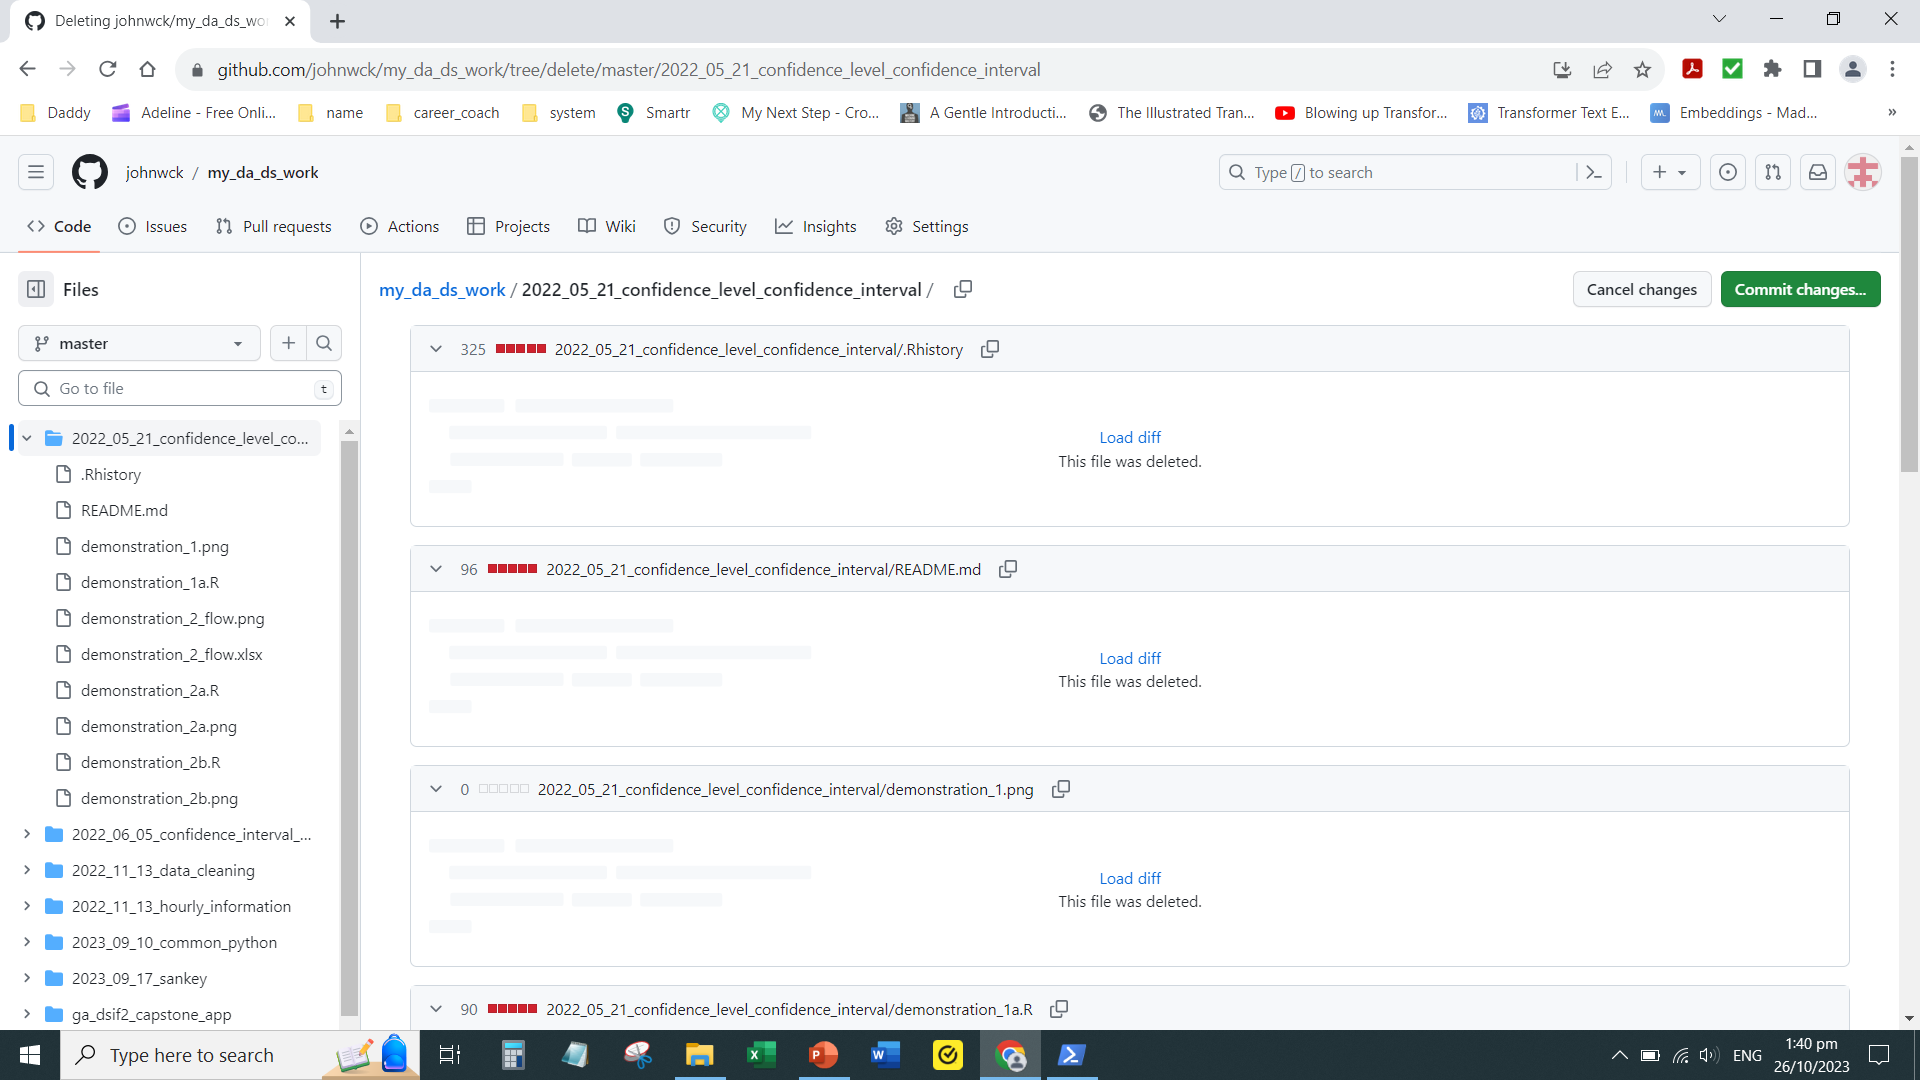 Deleting johnwck/my_da_ds_wo
github.com/johnwck/my_da_ds_work/tree/delete/master/2022_05_21_confidence_level_confidence_interval
Daddy
Adeline - Free Onli...
name
career_coach
system
Smartr
My Next Step - Cro...
A Gentle Introducti...
The Illustrated Tran...
Blowing up Transfor...
Transformer Text E...
Embeddings - Mad...
»
johnwck / my_da_ds_work
Type / to search
Code
Issues
Pull requests
Actions
Projects
Wiki
Security
Insights
Settings
Files
my_da_ds_work / 2022_05_21_confidence_level_confidence_interval /
Cancel changes
Commit changes...
master
Go to file
t
2022_05_21_confidence_level_co...
.Rhistory
README.md
demonstration_1.png
demonstration_1a.R
demonstration_2_flow.png
demonstration_2_flow.xlsx
demonstration_2a.R
demonstration_2a.png
demonstration_2b.R
demonstration_2b.png
2022_06_05_confidence_interval_...
2022_11_13_data_cleaning
2022_11_13_hourly_information
2023_09_10_common_python
2023_09_17_sankey
ga_dsif2_capstone_app
325 2022_05_21_confidence_level_confidence_interval/.Rhistory
Load diff
This file was deleted.
96 2022_05_21_confidence_level_confidence_interval/README.md
Load diff
This file was deleted.
0 2022_05_21_confidence_level_confidence_interval/demonstration_1.png
Load diff
This file was deleted.
90 2022_05_21_confidence_level_confidence_interval/demonstration_1a.R
Type here to search
ENG
1:40 pm
26/10/2023